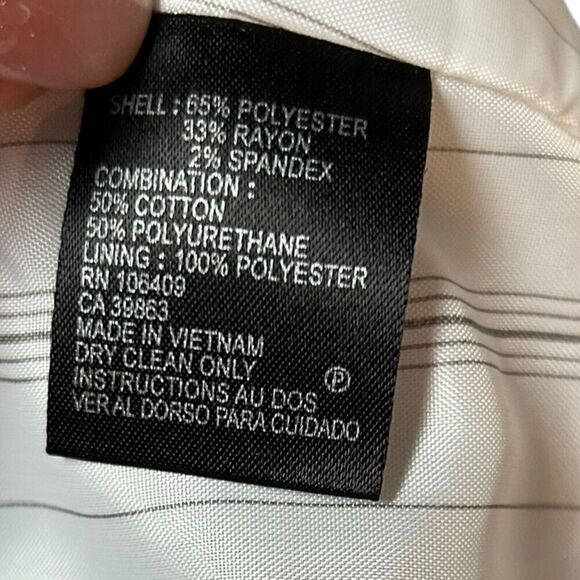 SHELL : 65% POLYESTER
33% RAYON
2% SPANDEX
COMBINATION :
50% COTTON
50% POLYURETHANE
LINING : 100% POLYESTER
RN 106409
CA 39863
MADE IN VIETNAM
DRY CLEAN ONLY
P
INSTRUCTIONS AU DOS
VER AL DORSO PARA CUIDADO